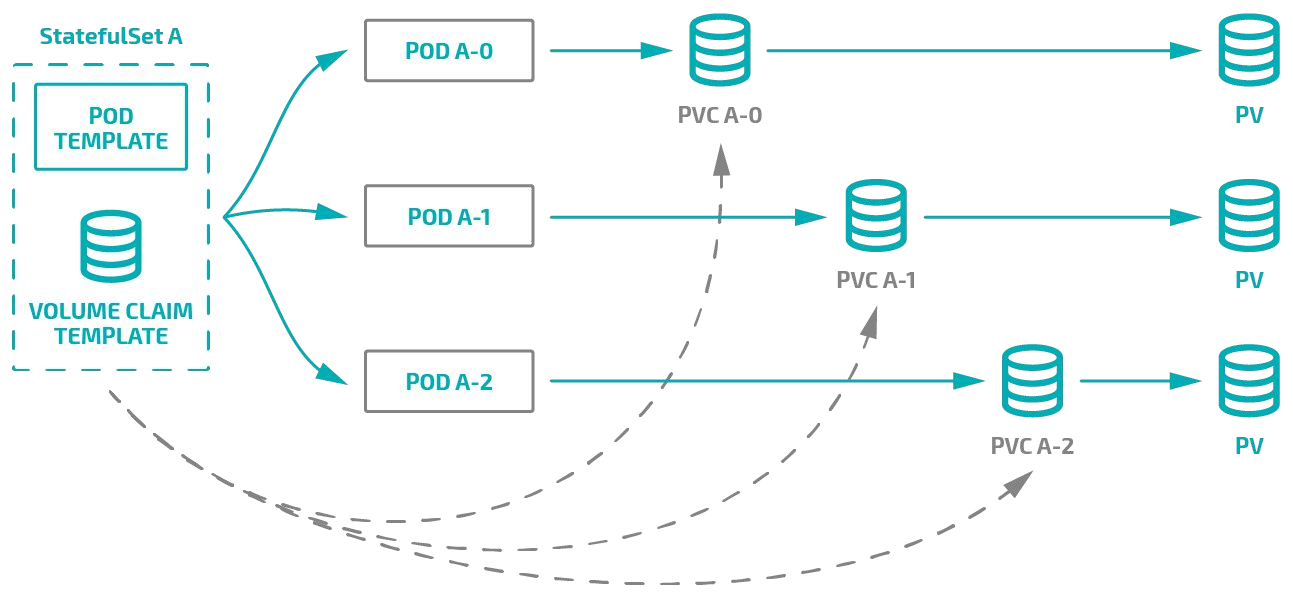 StatefulSet A
POD
TEMPLATE
VOLUME CLAIM
TEMPLATE
POD A-0
PVC A-0
PV
POD A-1
PVC A-1
PV
POD A-2
PVC A-2
PV